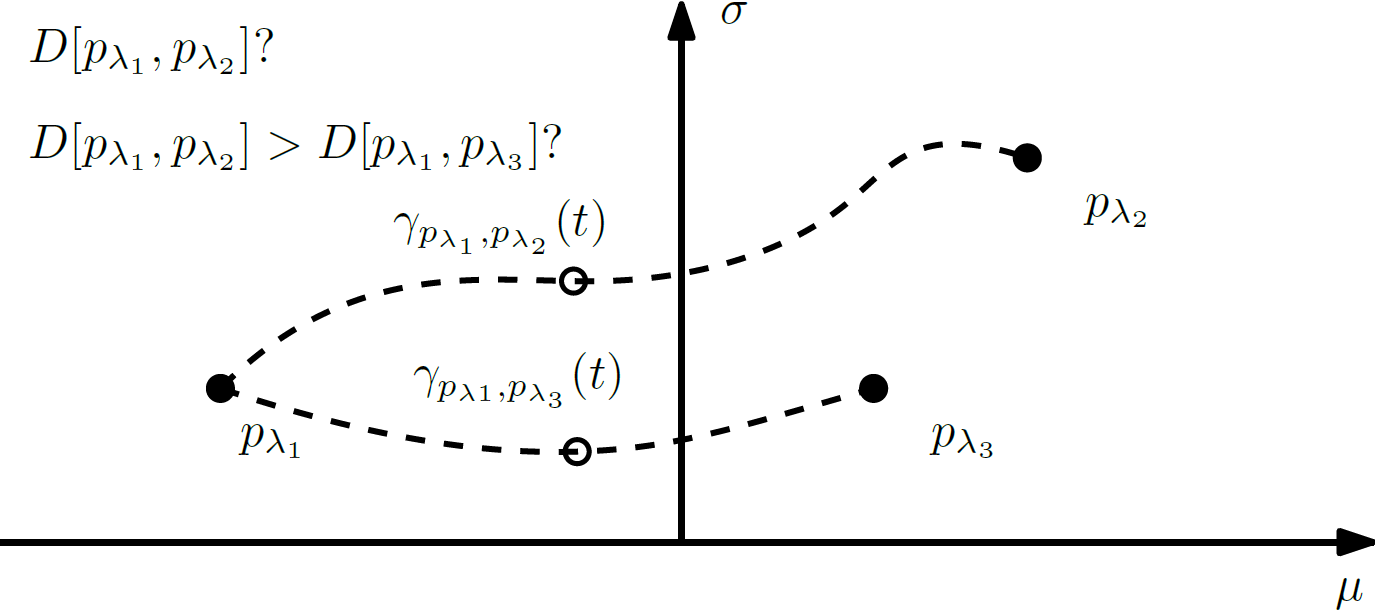 σ
D[p_{λ_1}, p_{λ_2}]?
D[p_{λ_1}, p_{λ_2}] > D[p_{λ_1}, p_{λ_3}]?
γ_{p_{λ_1}, p_{λ_2}}(t)
p_{λ_2}
γ_{p_{λ1}, p_{λ_3}}(t)
p_{λ_1}
p_{λ_3}
μ